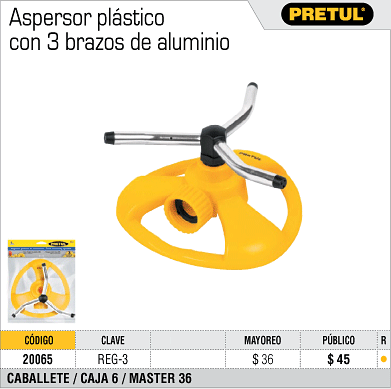 Aspersor plástico
con 3 brazos de aluminio
PRETUL®
PRETUL
CÓDIGO CLAVE MAYOREO PÚBLICO R
20065 REG-3 $ 36 $ 45
CABALLETE / CAJA 6 / MASTER 36